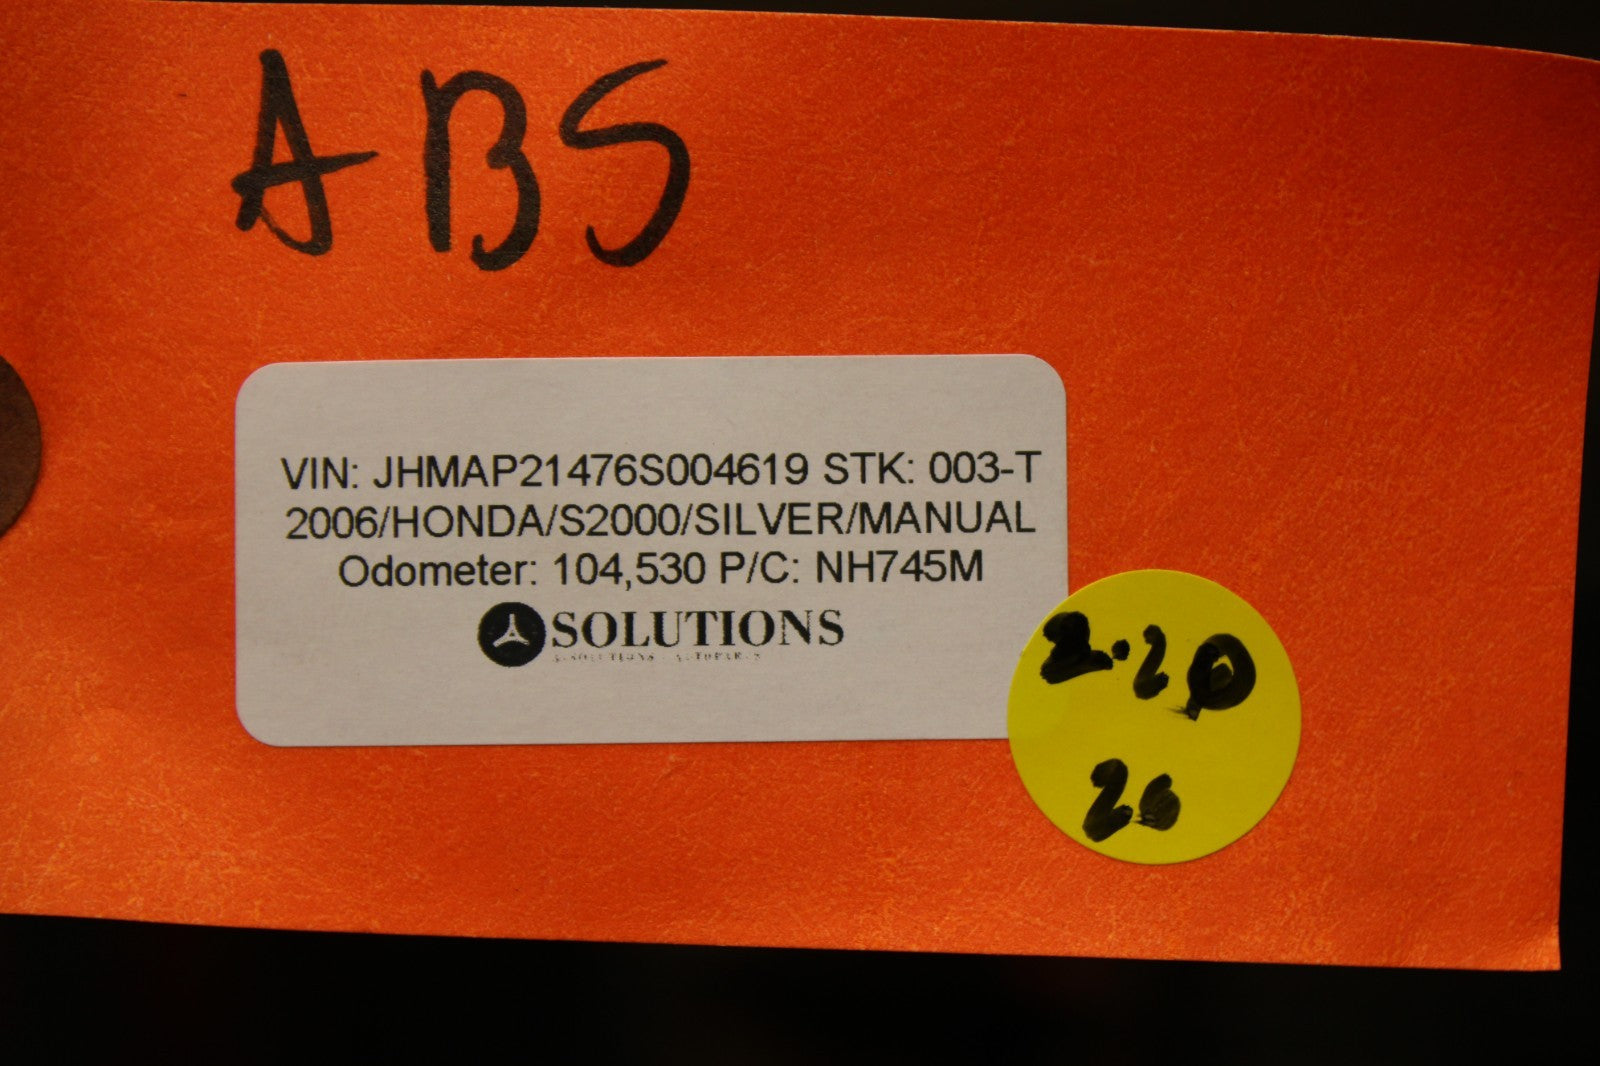 ABS
VIN: JHMAP21476S004619 STK: 003-T
2006/HONDA/S2000/SILVER/MANUAL
Odometer: 104,530 P/C: NH745M
SOLUTIONS
2.20
20